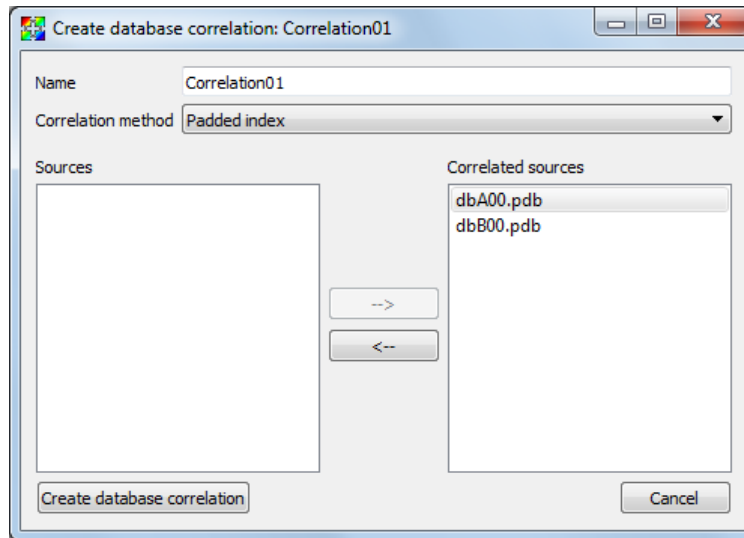 Create database correlation: Correlation01
Name Correlation01
Correlation method Padded index
Sources
Correlated sources
dbA00.pdb
dbB00.pdb
-->
<--
Create database correlation
Cancel